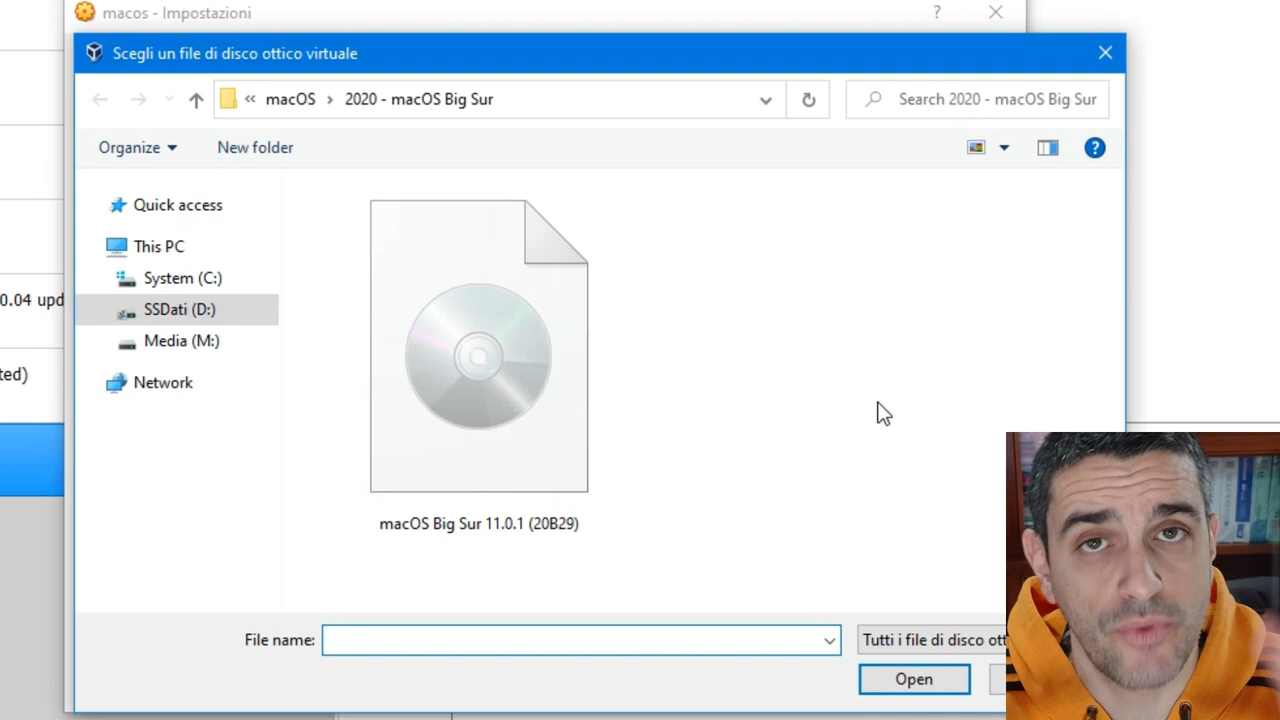 macos - Impostazioni
?
Scegli un file di disco ottico virtuale
« macOS › 2020 - macOS Big Sur
Search 2020 - macOS Big Sur
Organize
New folder
?
Quick access
This PC
System (C:)
SSDati (D:)
Media (M:)
Network
0.04 upd
ted)
macOS Big Sur 11.0.1 (20B29)
File name:
Tutti i file di disco ott
Open